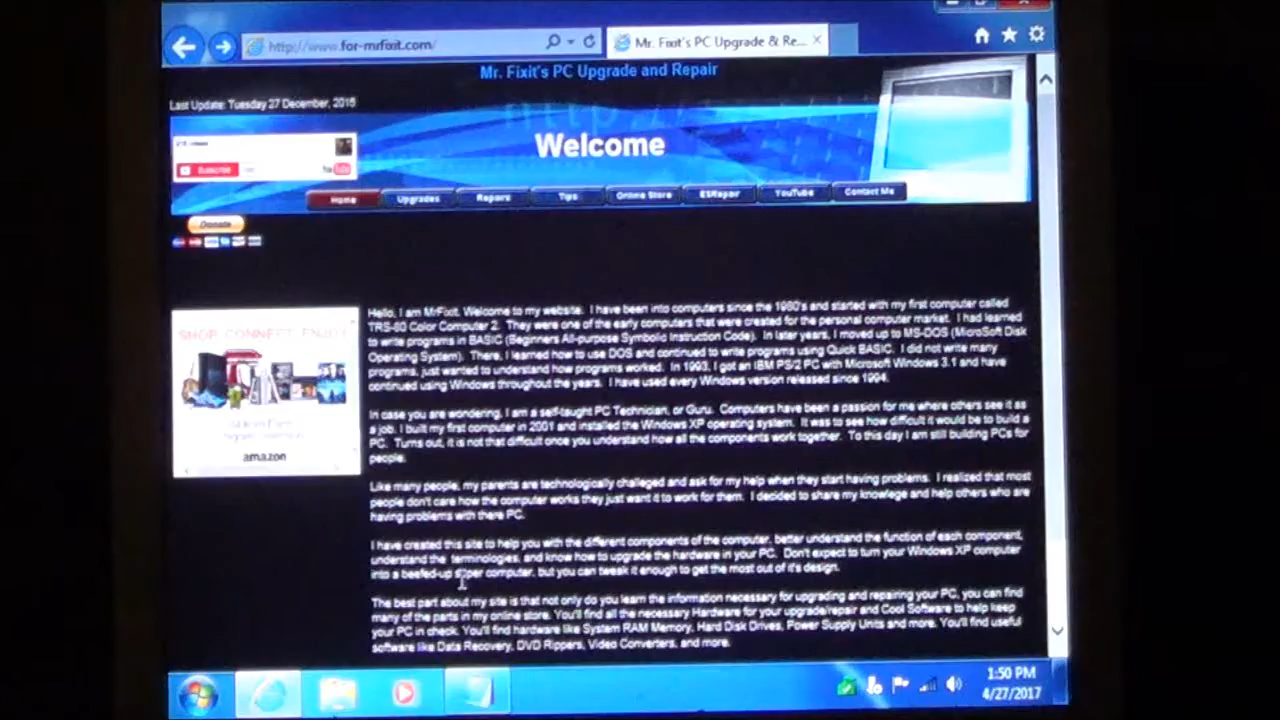 http://www.for-mrfixit.com/
Mr. Fixit's PC Upgrade & Re...
Mr. Fixit's PC Upgrade and Repair
Last Update: Tuesday 27 December, 2016
Welcome
Home Upgrades Repairs Tips Online Store ESRepair YouTube Contact Me
Donate
Hello, I am MrFixit. Welcome to my website. I have been into computers since the 1980's and started with my first computer called
TRS-80 Color Computer 2. They were one of the early computers that were created for the personal computer market. I had learned
to write programs in BASIC (Beginners All-purpose Symbolic Instruction Code). In later years, I moved up to MS-DOS (MicroSoft Disk
Operating System). There, I learned how to use DOS and continued to write programs using Quick BASIC. I did not write many
programs, just wanted to understand how programs worked. In 1993, I got an IBM PS/2 PC with Microsoft Windows 3.1 and have
continued using Windows throughout the years. I have used every Windows version released since 1994.
In case you are wondering, I am a self-taught PC Technician, or Guru. Computers have been a passion for me where others see it as
a job. I built my first computer in 2001 and installed the Windows XP operating system. It was to see how difficult it would be to build a
PC. Turns out, it is not that difficult once you understand how all the components work together. To this day I am still building PCs for
people.
Like many people, my parents are technologically challeged and ask for my help when they start having problems. I realized that most
people don't care how the computer works they just want it to work for them. I decided to share my knowlege and help others who are
having problems with there PC.
I have created this site to help you with the different components of the computer, better understand the function of each component,
understand the terminologies, and know how to upgrade the hardware in your PC. Don't expect to turn your Windows XP computer
into a beefed-up super computer, but you can tweak it enough to get the most out of it's design.
The best part about my site is that not only do you learn the information necessary for upgrading and repairing your PC, you can find
many of the parts in my online store. You'll find all the necessary Hardware for your upgrade/repair and Cool Software to help keep
your PC in check. You'll find hardware like System RAM Memory, Hard Disk Drives, Power Supply Units and more. You'll find useful
software like Data Recovery, DVD Rippers, Video Converters, and more.
SHOP. CONNECT. ENJOY.
amazon
1:50 PM
4/27/2017